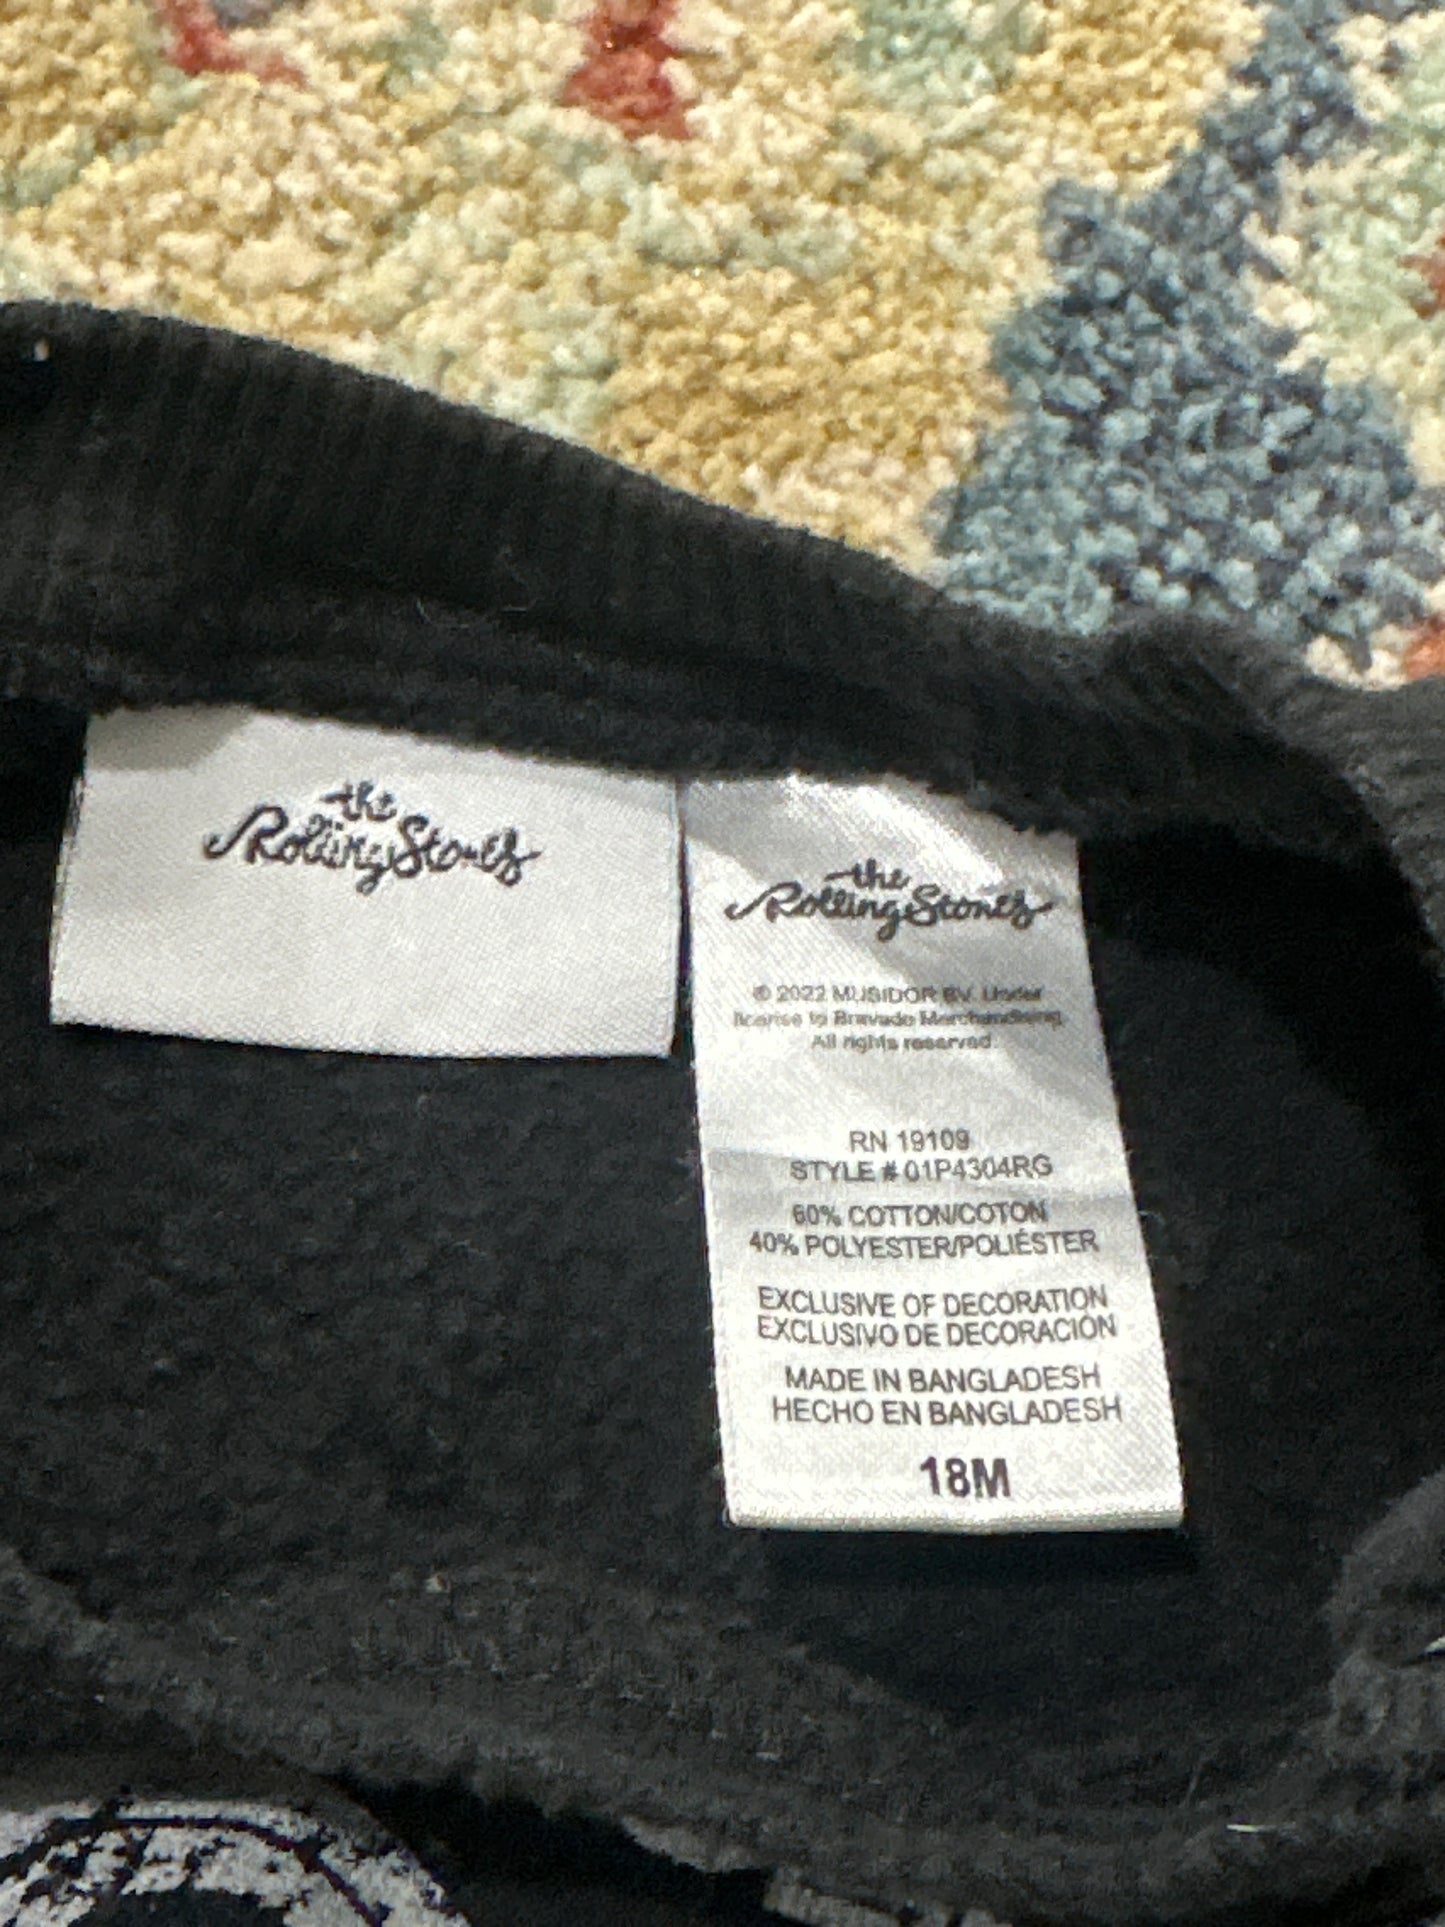 the
Rolling Stones
the
Rolling Stones
© 2022 MUSIDOR BV. Under
license to Bravado Merchandising.
All rights reserved.
RN 19109
STYLE # 01P4304RG
60% COTTON/COTON
40% POLYESTER/POLIÉSTER
EXCLUSIVE OF DECORATION
EXCLUSIVO DE DECORACIÓN
MADE IN BANGLADESH
HECHO EN BANGLADESH
18M